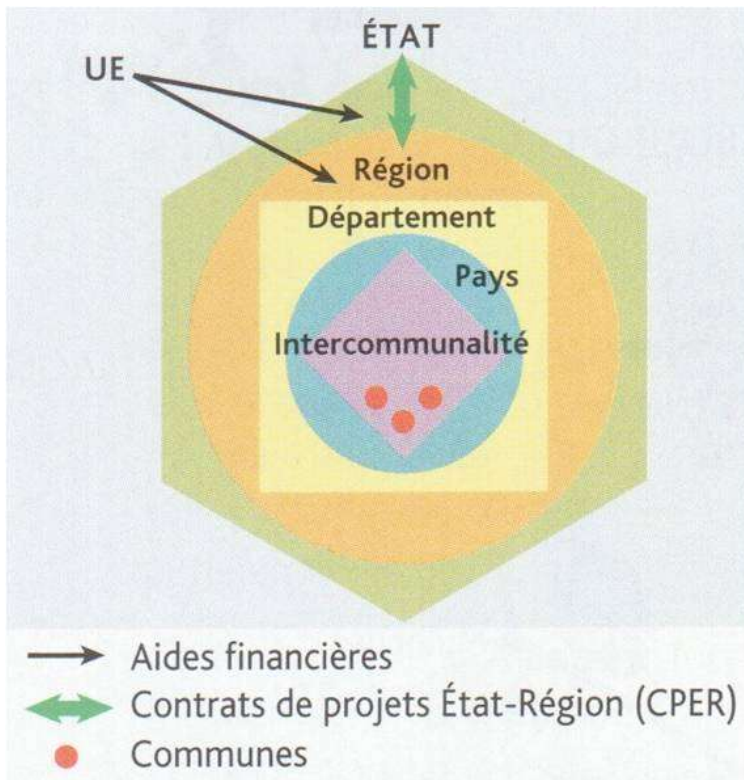 ÉTAT
UE
Région
Département
Pays
Intercommunalité
Aides financières
Contrats de projets État-Région (CPER)
Communes